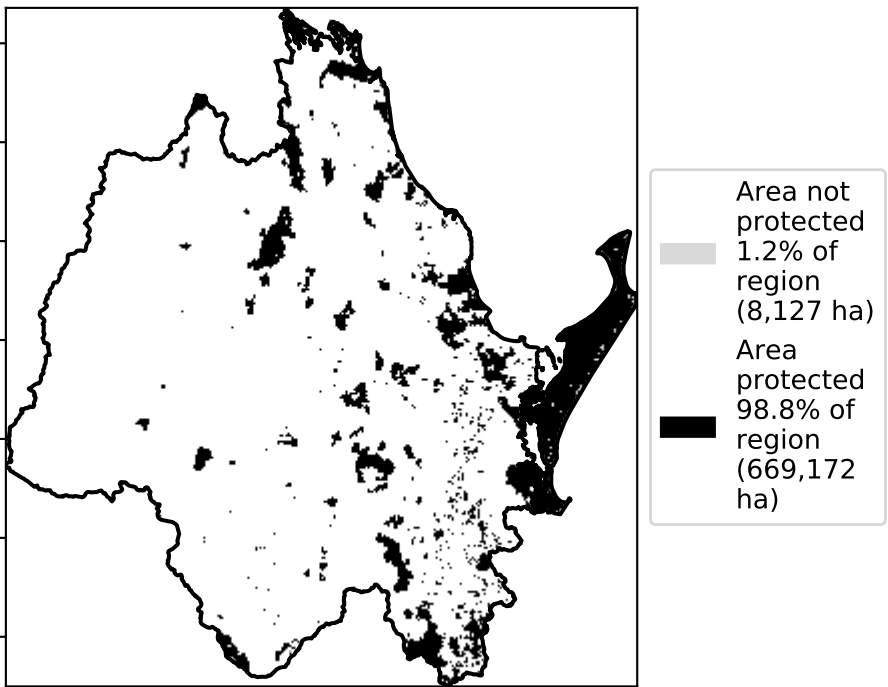 Area not
protected
1.2% of
region
(8,127 ha)
Area
protected
98.8% of
region
(669,172
ha)